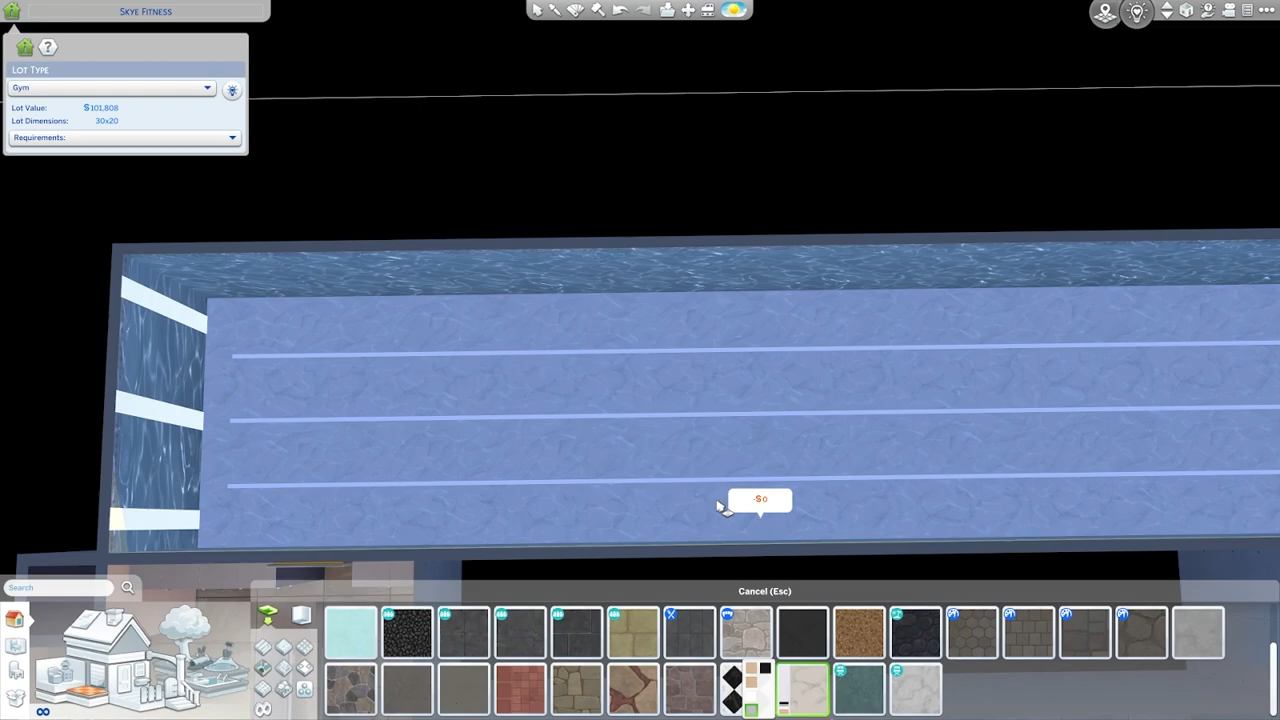 Skye Fitness
Lot Type
Gym
Lot Value: §101,808
Lot Dimensions: 30x20
Requirements:
-§0
Search
Cancel (Esc)